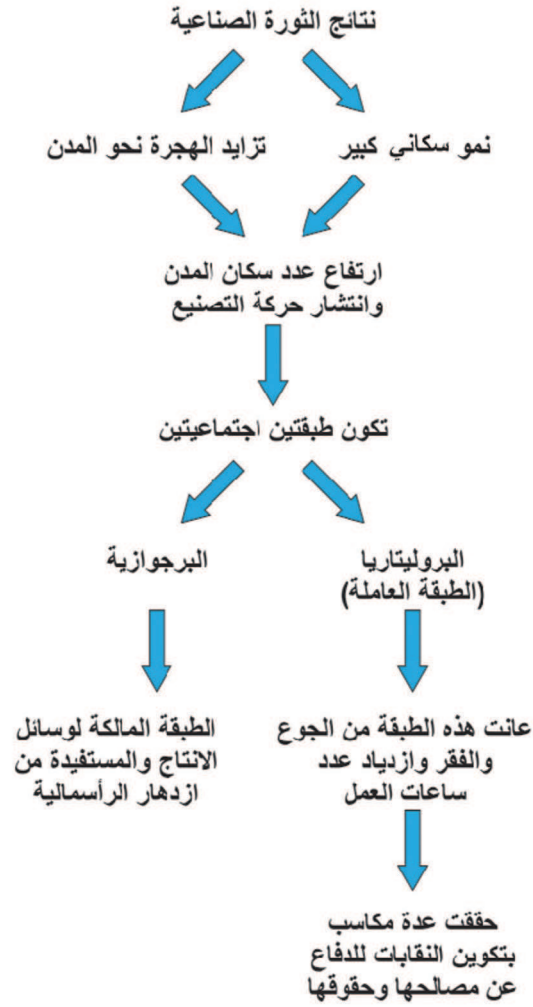 نتائج الثورة الصناعية
نمو سكاني كبير
تزايد الهجرة نحو المدن
ارتفاع عدد سكان المدن
وانتشار حركة التصنيع
تكون طبقتين اجتماعيتين
البروليتاريا
(الطبقة العاملة)
البرجوازية
عانت هذه الطبقة من الجوع
والفقر وازدياد عدد
ساعات العمل
الطبقة المالكة لوسائل
الانتاج والمستفيدة من
ازدهار الرأسمالية
حققت عدة مكاسب
بتكوين النقابات للدفاع
عن مصالحها وحقوقها